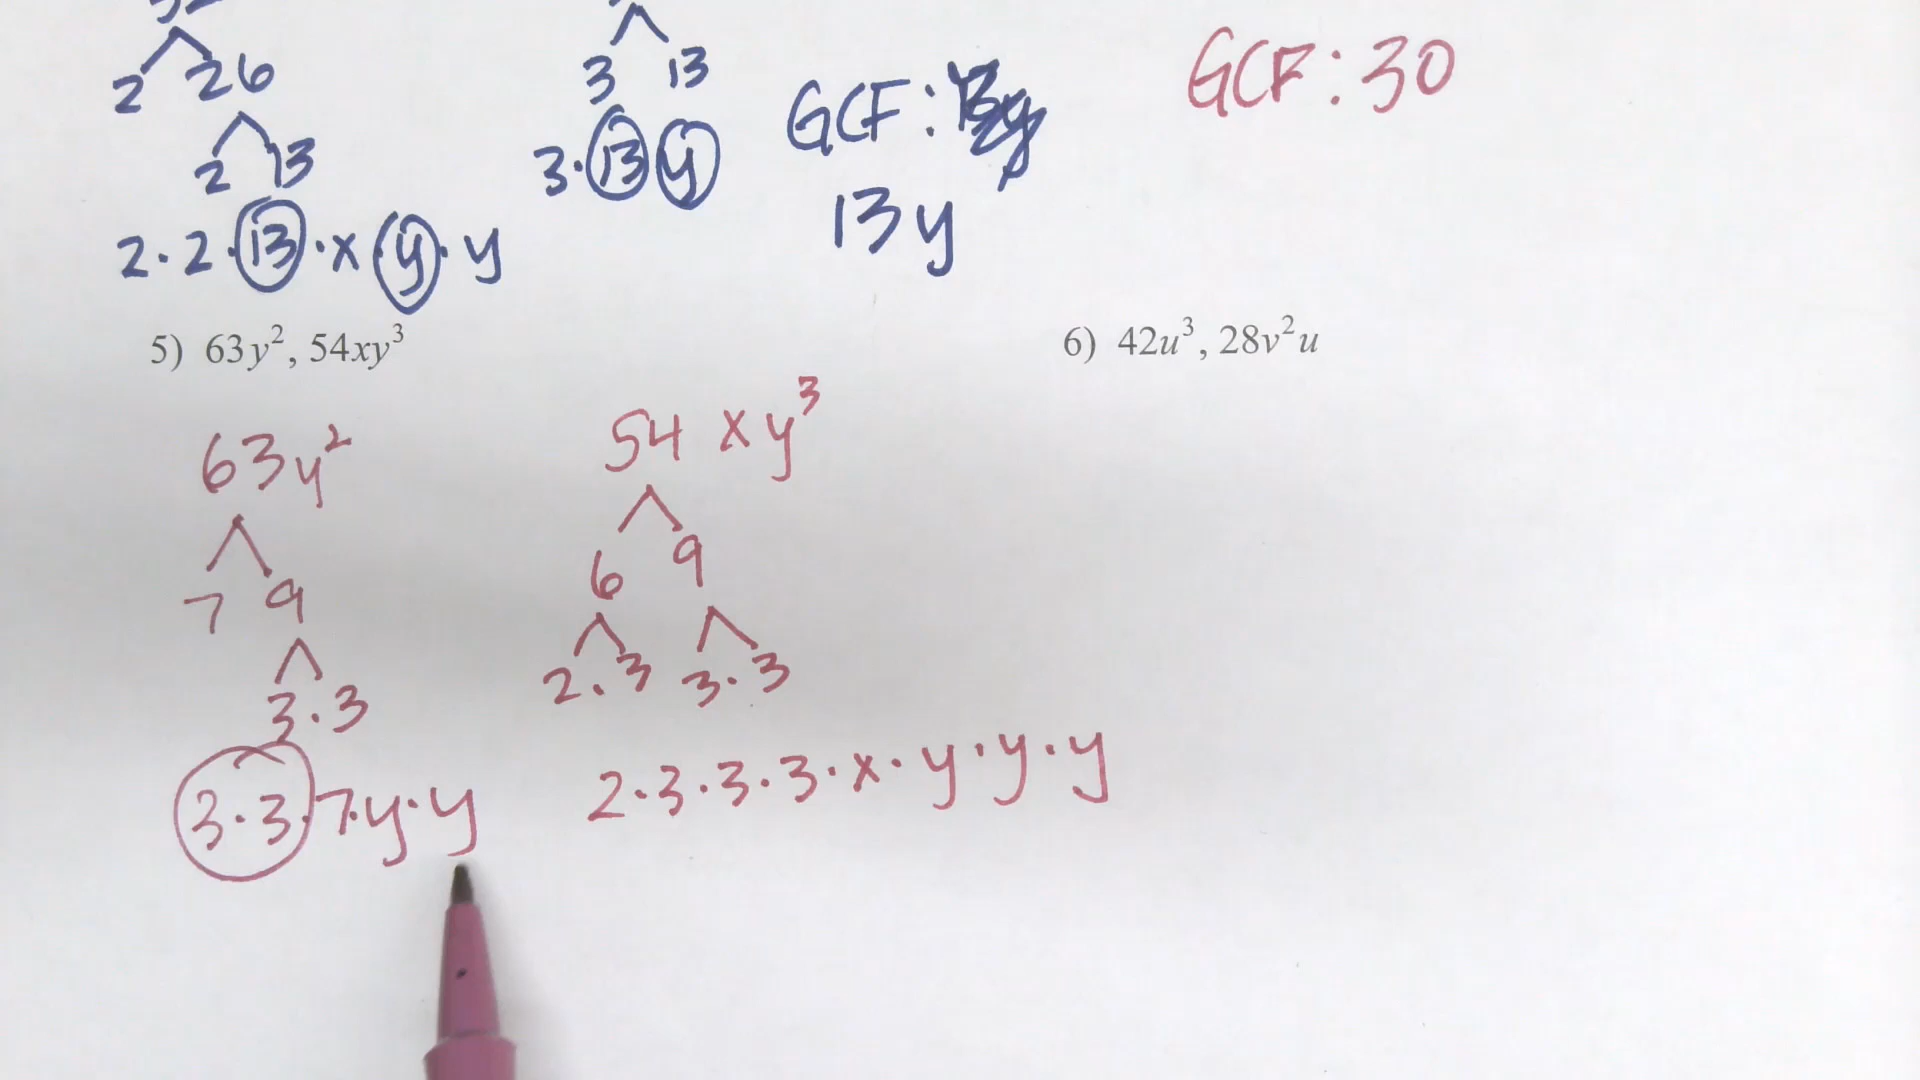 2 26
2 13
2 · 2 · 13 · x · y · y
3 13
3 · 13 y
GCF :
13y
GCF : 30
5) 63y², 54xy³
63y²
7 9
3 . 3
3 · 3 · 7 · y · y
54 x y³
6 9
2 . 3 3 . 3
2 · 3 · 3 · 3 · x · y · y · y
6) 42u³, 28v²u